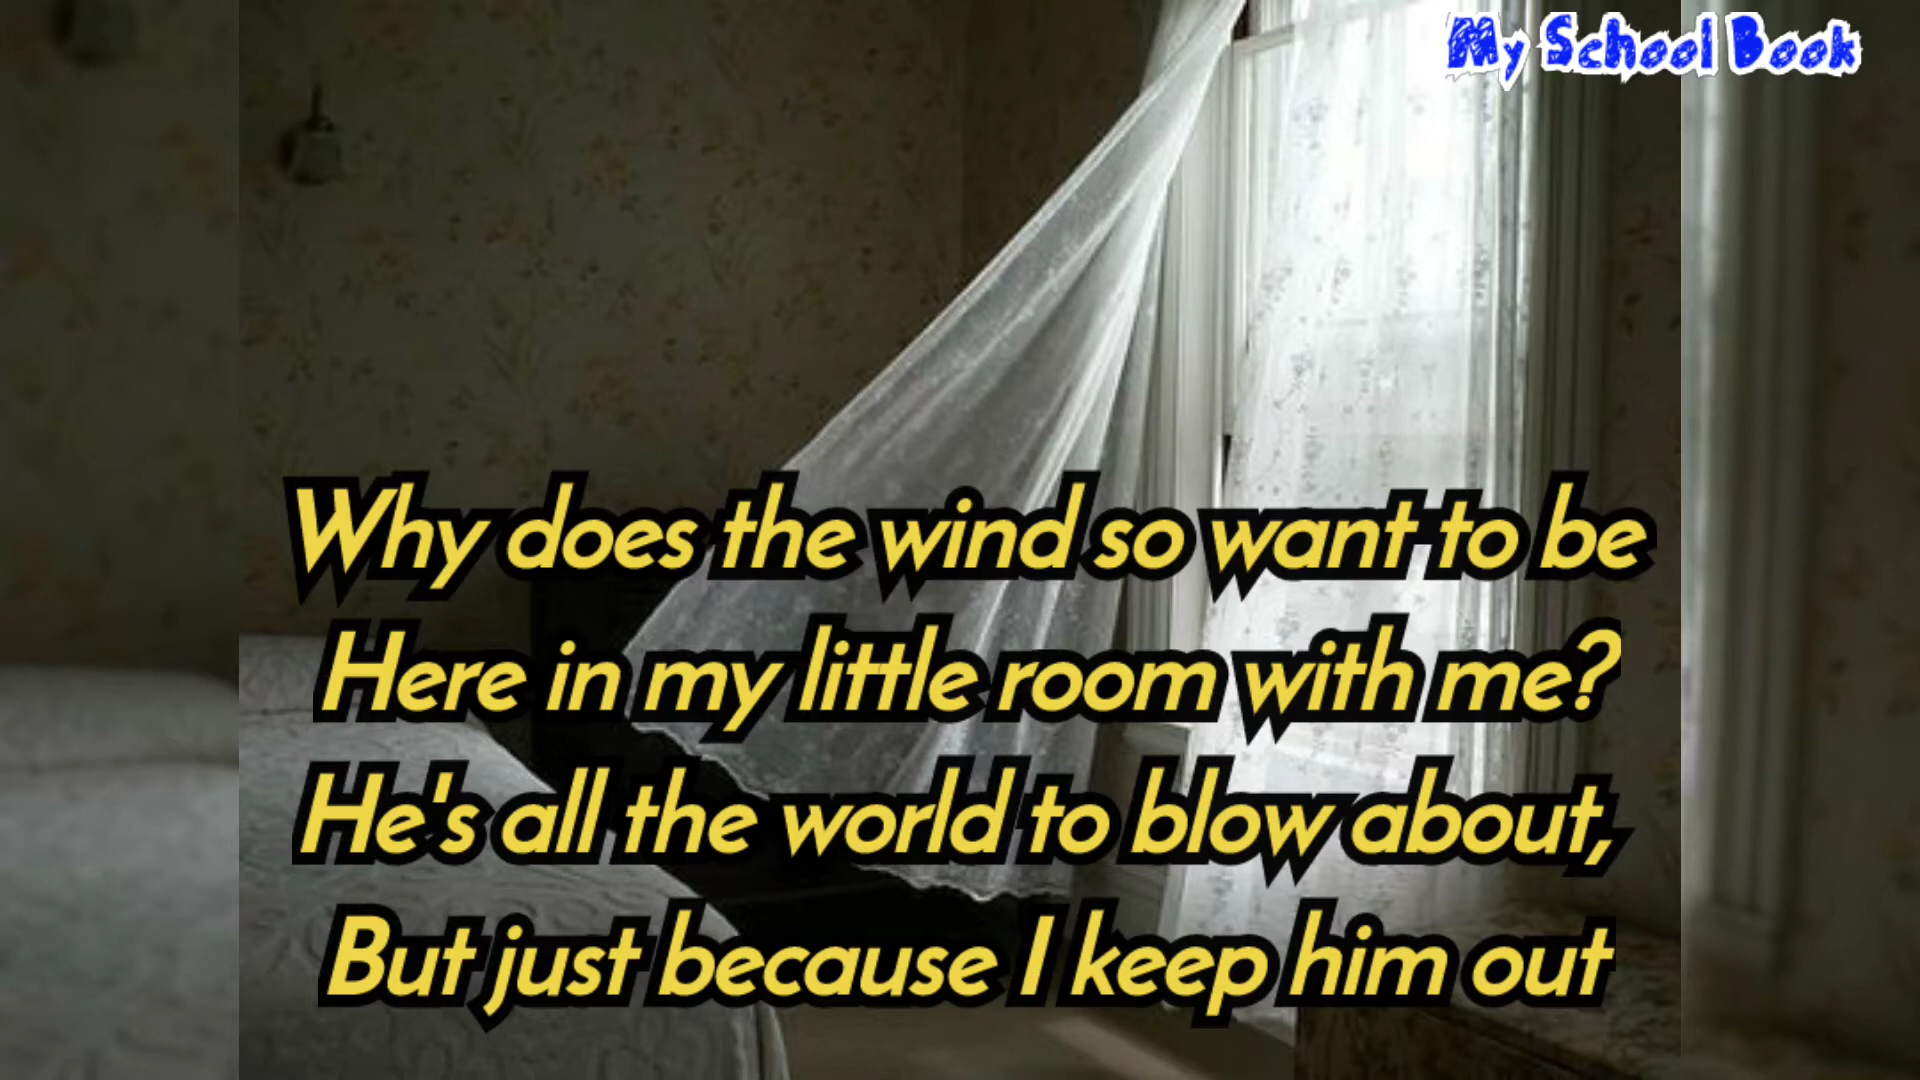 My School Book
Why does the wind so want to be
Here in my little room with me?
He's all the world to blow about,
But just because I keep him out